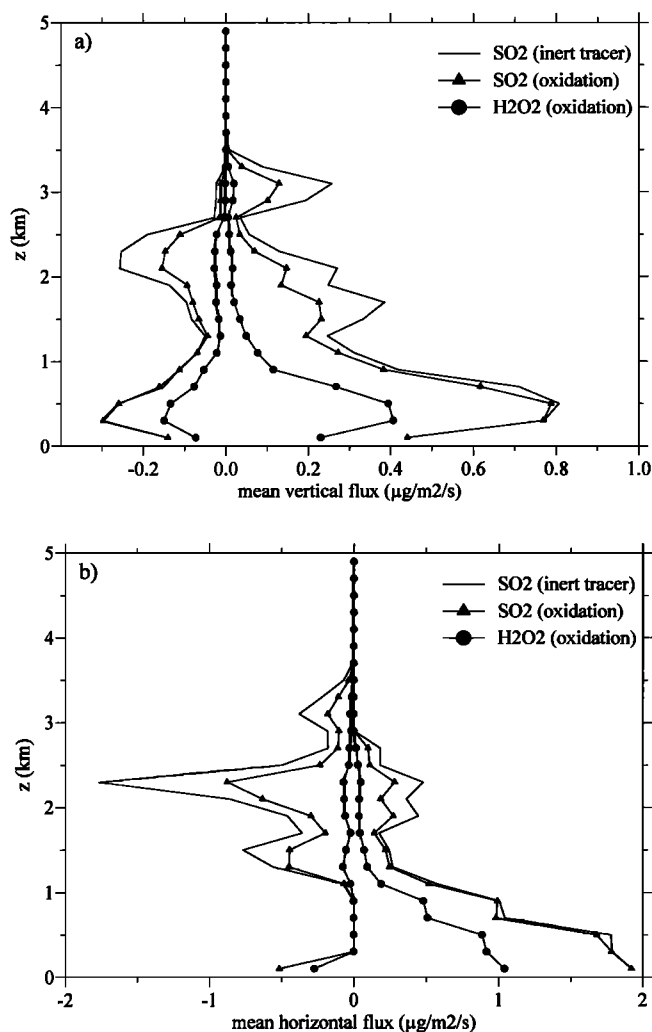 a)
SO2 (inert tracer)
SO2 (oxidation)
H2O2 (oxidation)
z (km)
5
4
3
2
1
0
-0.2 0.0 0.2 0.4 0.6 0.8 1.0
mean vertical flux (µg/m2/s)
b)
SO2 (inert tracer)
SO2 (oxidation)
H2O2 (oxidation)
z (km)
5
4
3
2
1
0
-2 -1 0 1 2
mean horizontal flux (µg/m2/s)